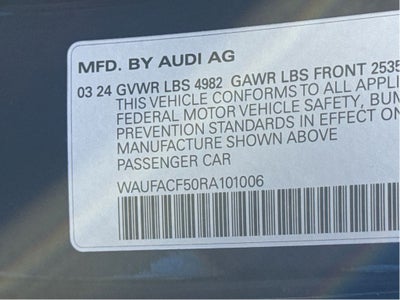 MFD. BY AUDI AG
03 24 GVWR LBS 4982 GAWR LBS FRONT 2535
THIS VEHICLE CONFORMS TO ALL APPLI
FEDERAL MOTOR VEHICLE SAFETY, BUM
PREVENTION STANDARDS IN EFFECT ON
MANUFACTURE SHOWN ABOVE
PASSENGER CAR
WAUFACF50RA101006